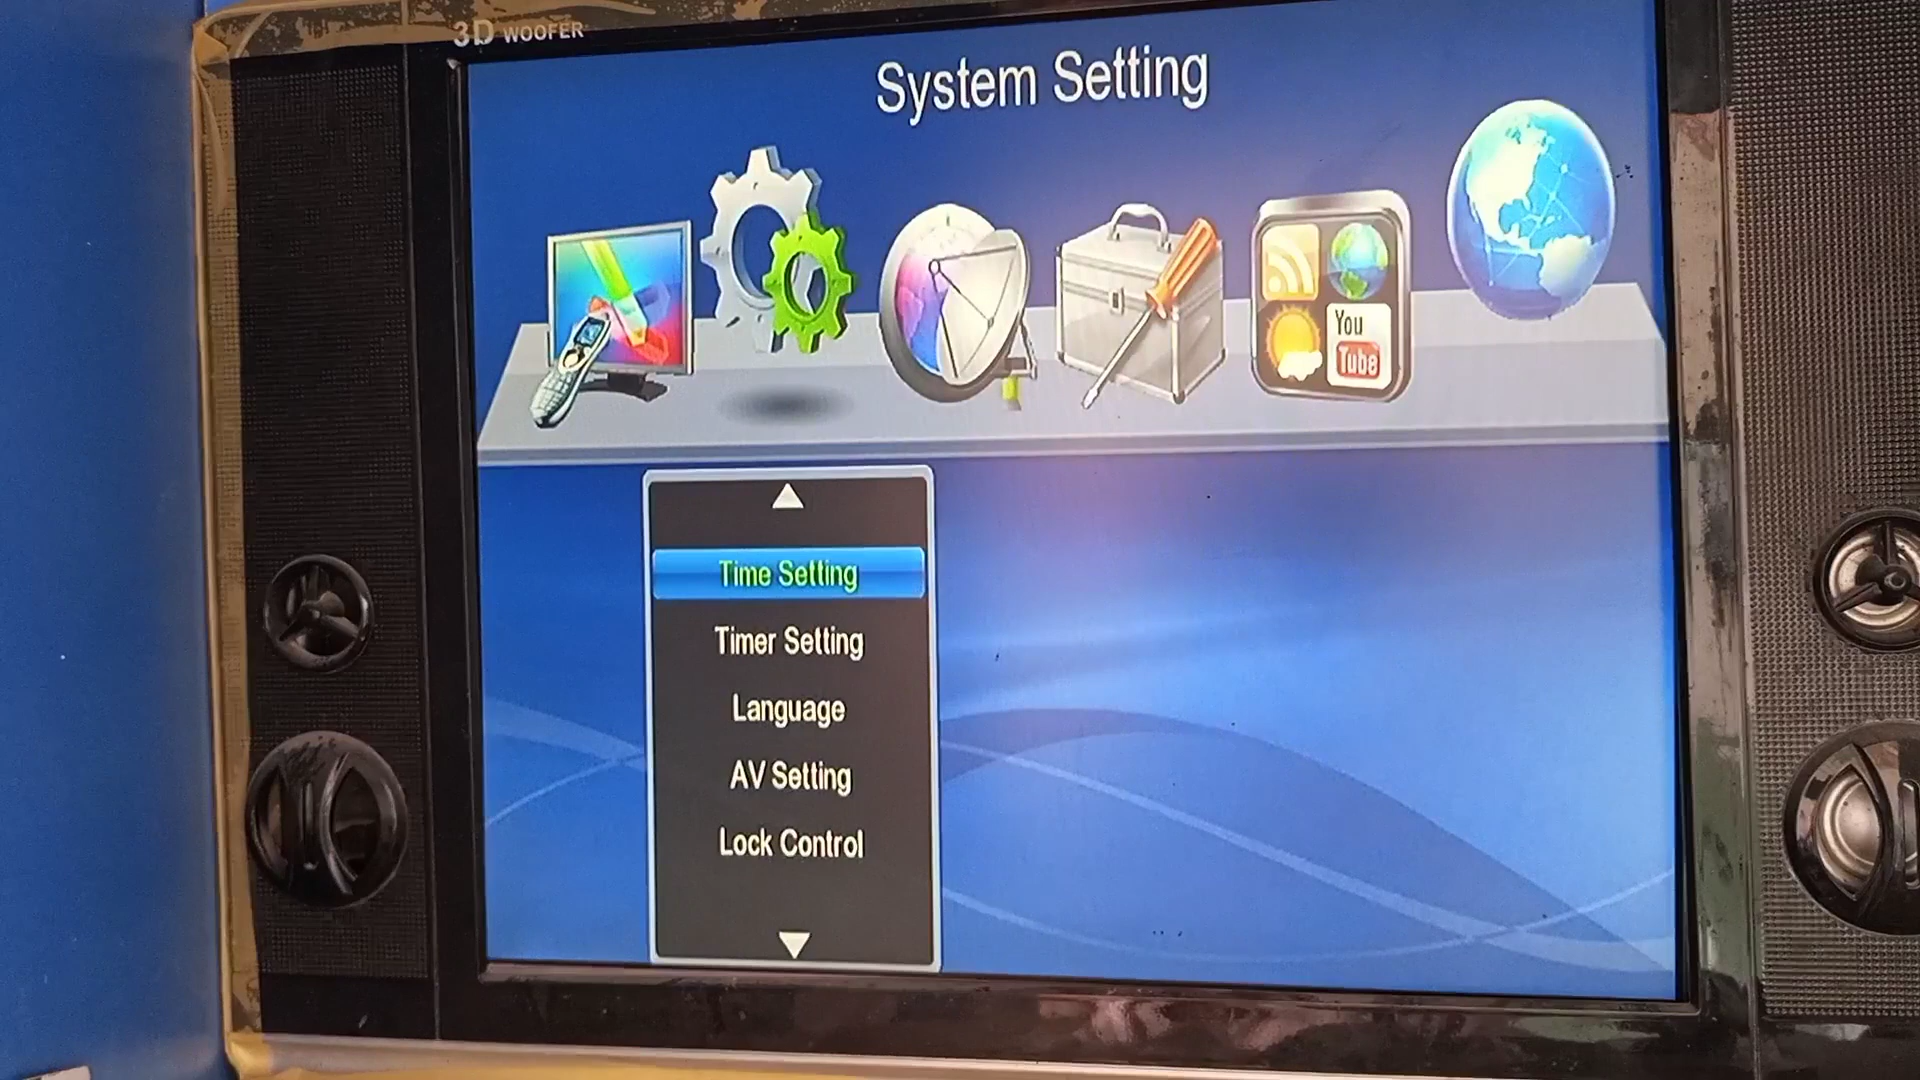 3D WOOFER
System Setting
You
Tube
Time Setting
Timer Setting
Language
AV Setting
Lock Control